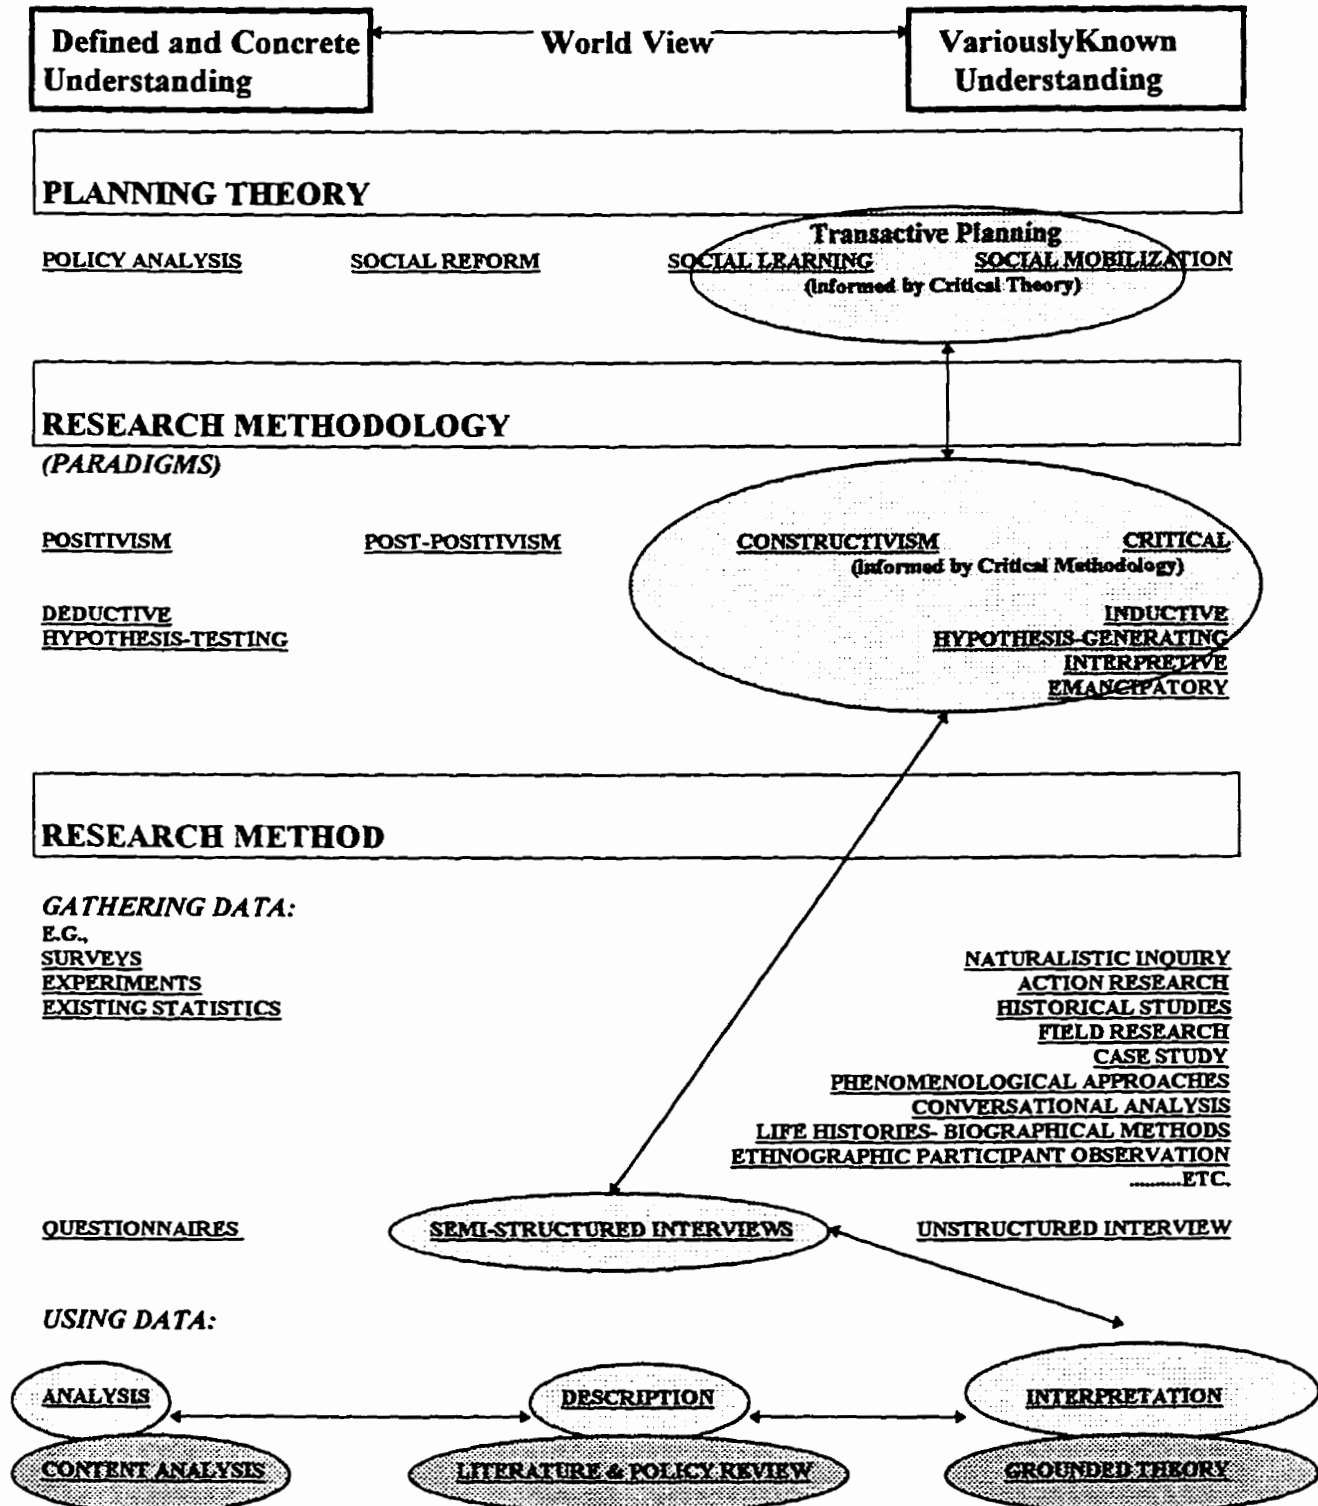 Defined and Concrete Understanding
World View
VariouslyKnown Understanding
PLANNING THEORY
Transactive Planning
POLICY ANALYSIS
SOCIAL REFORM
SOCIAL LEARNING
SOCIAL MOBILIZATION
(Informed by Critical Theory)
RESEARCH METHODOLOGY
(PARADIGMS)
POSITIVISM
POST-POSITIVISM
CONSTRUCTIVISM
CRITICAL
(Informed by Critical Methodology)
DEDUCTIVE
HYPOTHESIS-TESTING
INDUCTIVE
HYPOTHESIS-GENERATING
INTERPRETIVE
EMANCIPATORY
RESEARCH METHOD
GATHERING DATA:
E.G.,
SURVEYS
EXPERIMENTS
EXISTING STATISTICS
NATURALISTIC INQUIRY
ACTION RESEARCH
HISTORICAL STUDIES
FIELD RESEARCH
CASE STUDY
PHENOMENOLOGICAL APPROACHES
CONVERSATIONAL ANALYSIS
LIFE HISTORIES- BIOGRAPHICAL METHODS
ETHNOGRAPHIC PARTICIPANT OBSERVATION
..........ETC.
QUESTIONNAIRES
SEMI-STRUCTURED INTERVIEWS
UNSTRUCTURED INTERVIEW
USING DATA:
ANALYSIS
DESCRIPTION
INTERPRETATION
CONTENT ANALYSIS
LITERATURE & POLICY REVIEW
GROUNDED THEORY